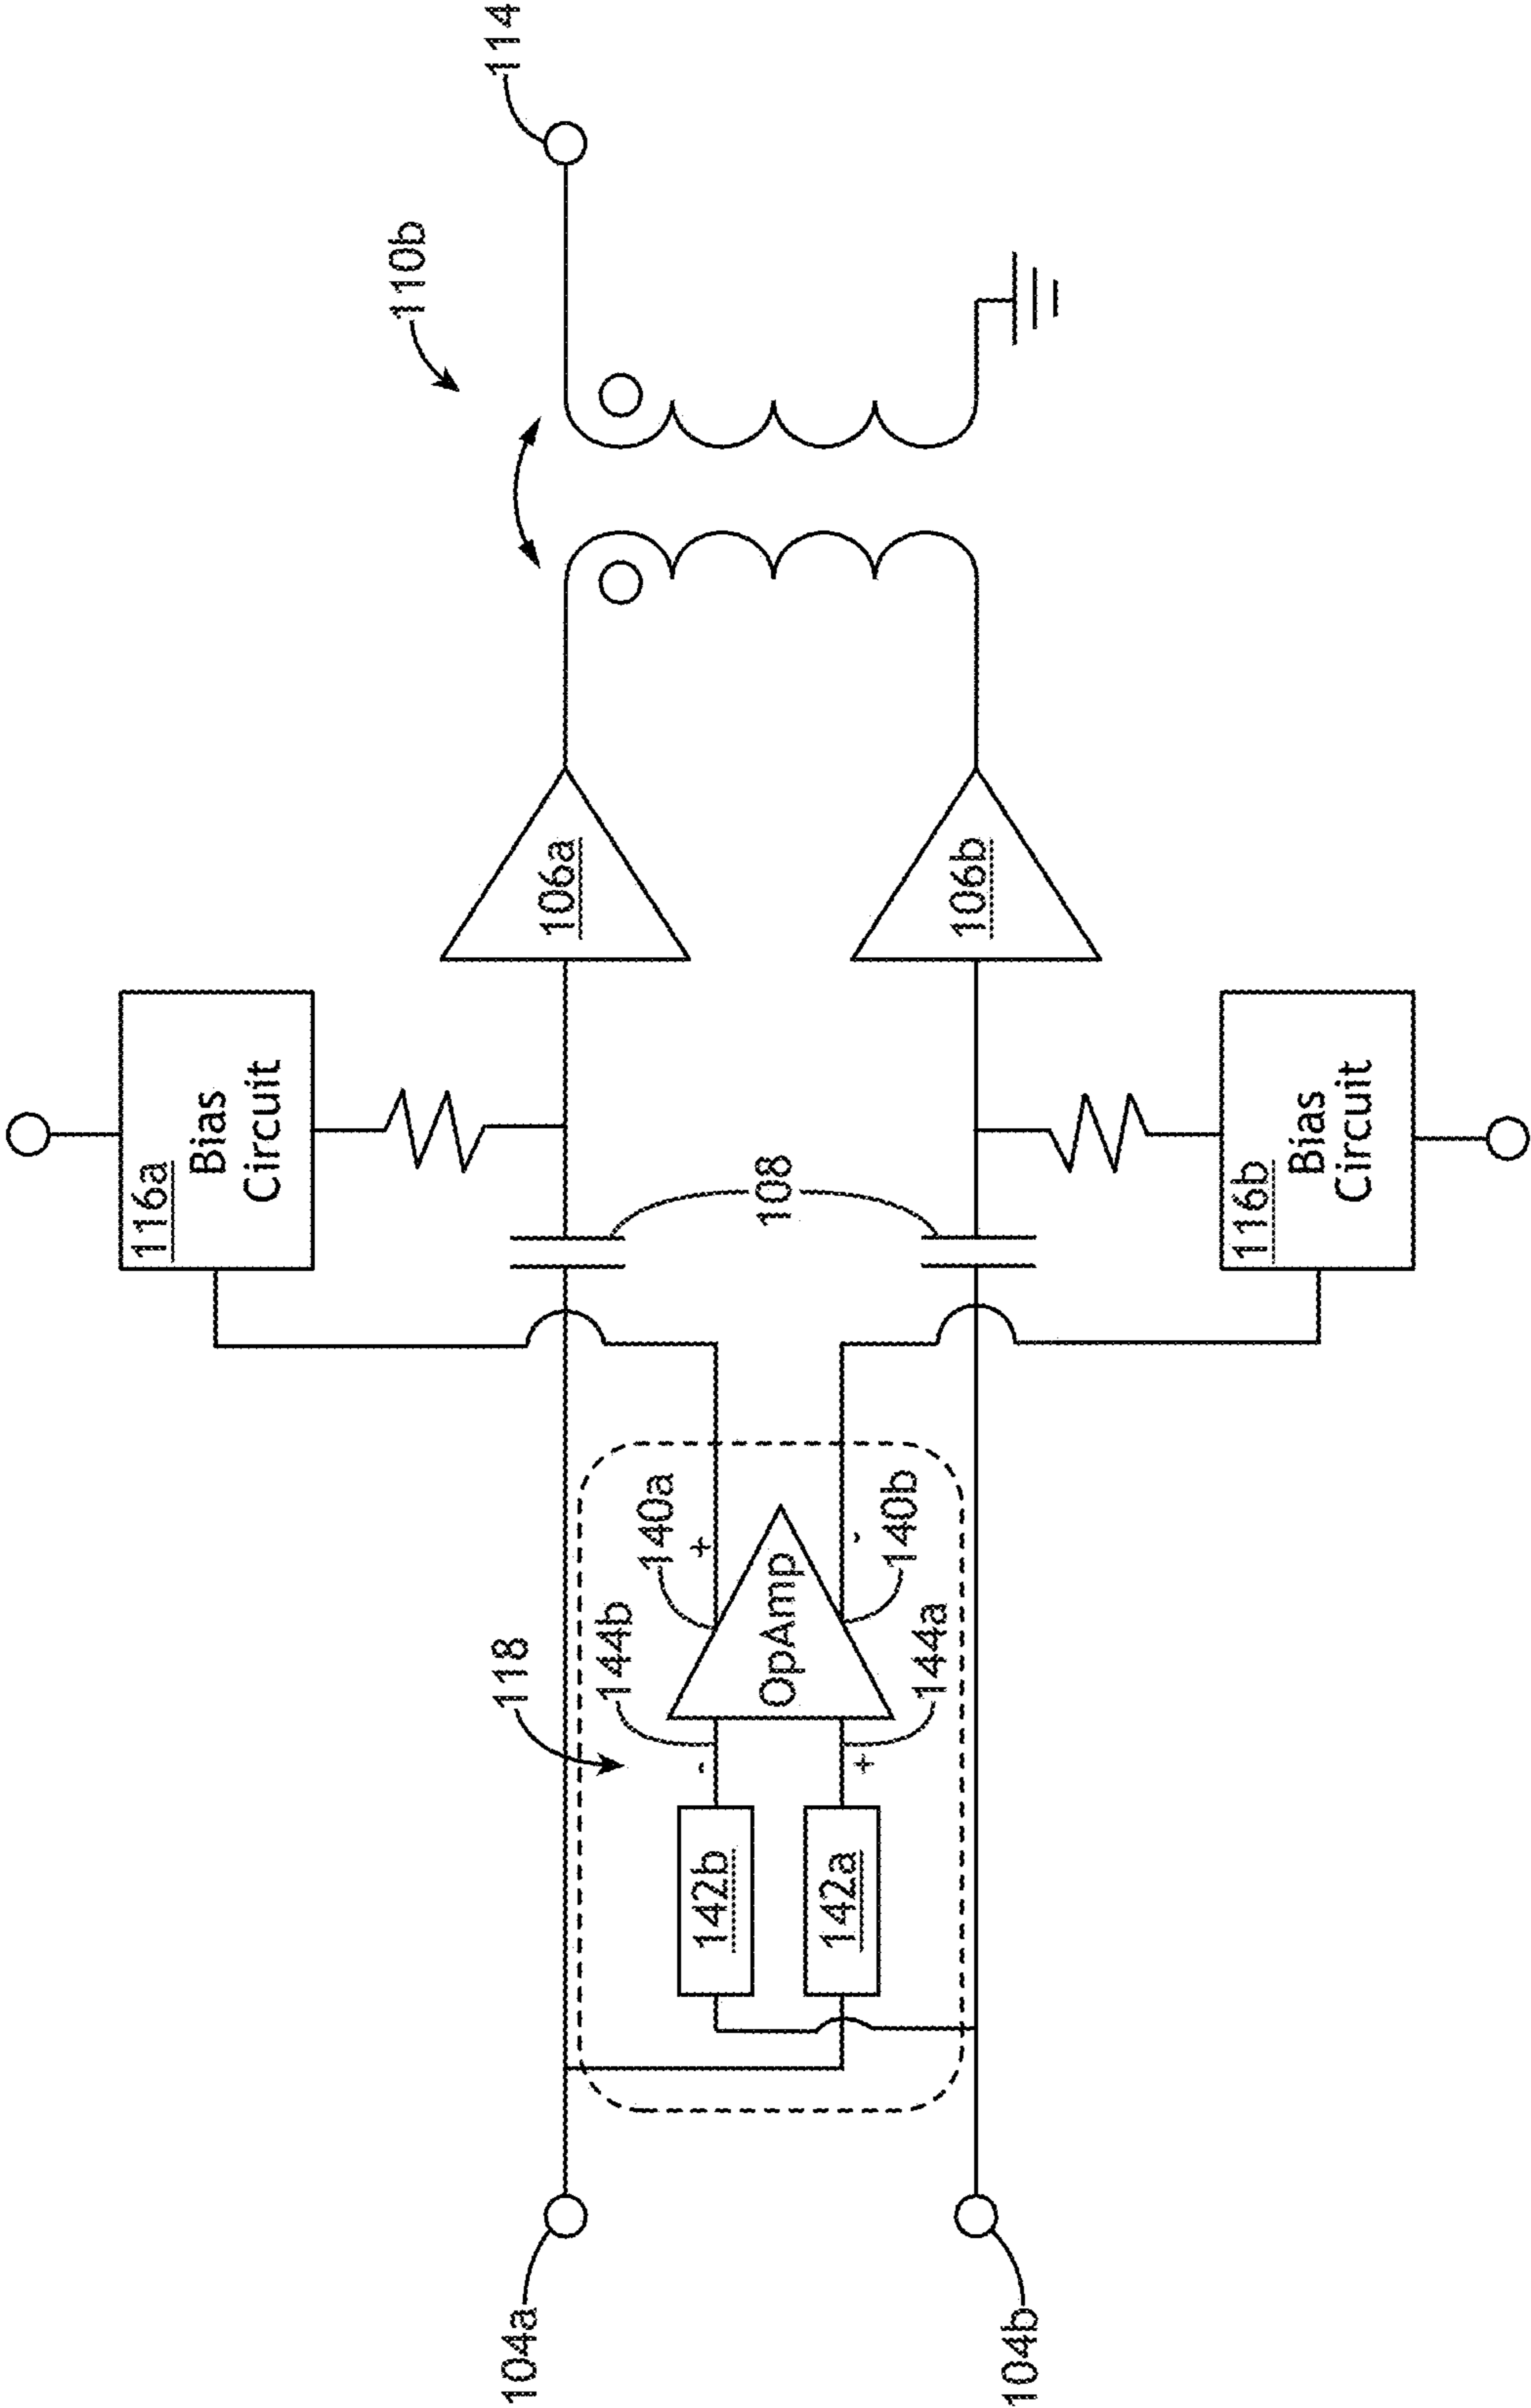 116a
Bias
Circuit
114
110b
118
144b
140a
+
-
142b
OpAmp
108
106a
142a
+
-
144a
140b
106b
104a
104b
116b
Bias
Circuit